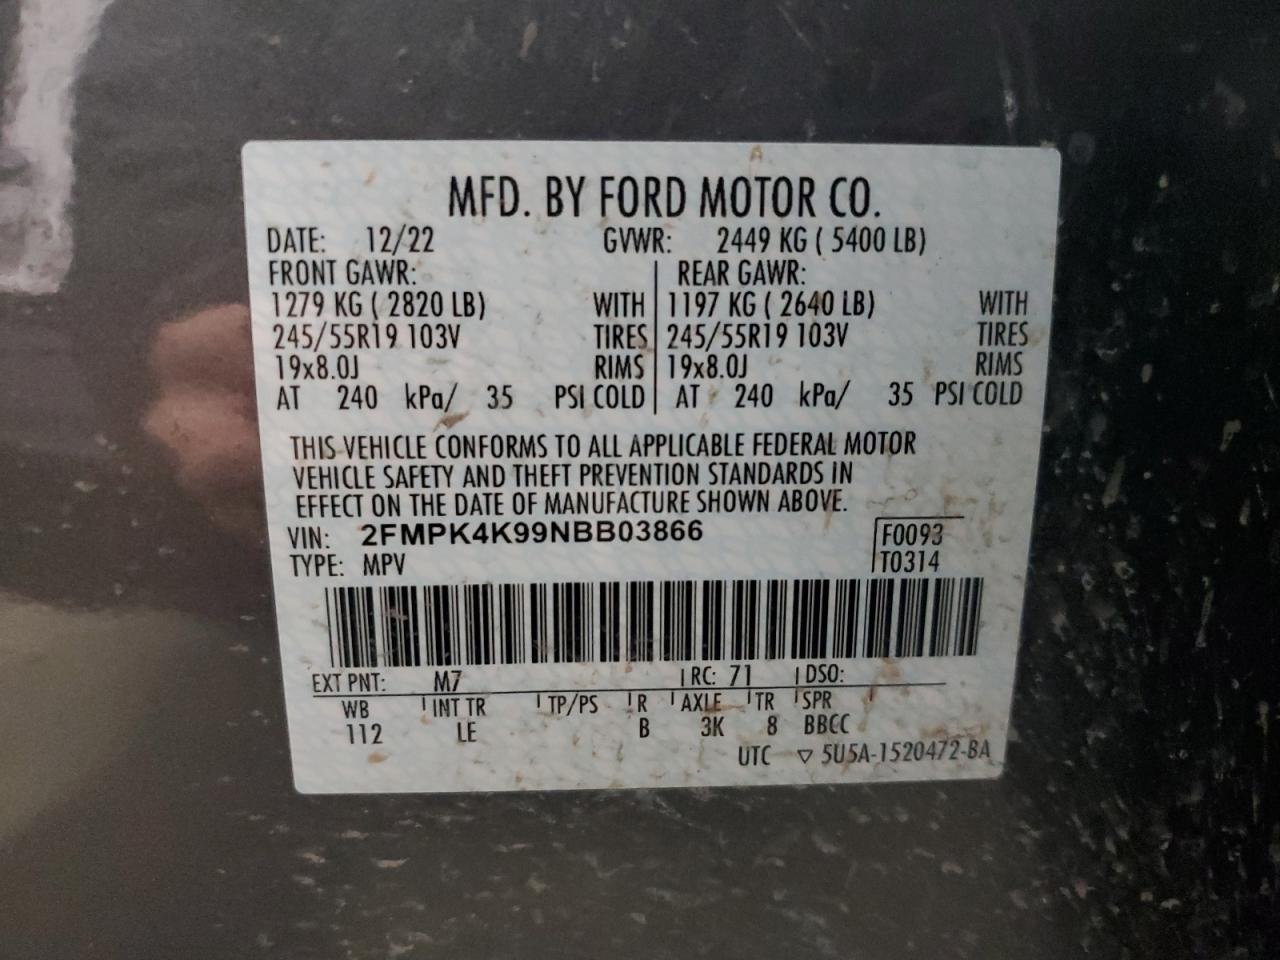 MFD. BY FORD MOTOR CO.
DATE: 12/22 GVWR: 2449 KG ( 5400 LB)
FRONT GAWR: REAR GAWR:
1279 KG ( 2820 LB) WITH 1197 KG ( 2640 LB) WITH
245/55R19 103V TIRES 245/55R19 103V TIRES
19x8.0J RIMS 19x8.0J RIMS
AT 240 kPa/ 35 PSI COLD AT 240 kPa/ 35 PSI COLD
THIS VEHICLE CONFORMS TO ALL APPLICABLE FEDERAL MOTOR
VEHICLE SAFETY AND THEFT PREVENTION STANDARDS IN
EFFECT ON THE DATE OF MANUFACTURE SHOWN ABOVE.
VIN: 2FMPK4K99NBB03866 F0093
TYPE: MPV T0314
EXT PNT: M7 RC: 71 DSO:
WB INT TR TP/PS R AXLE TR SPR
112 LE B 3K 8 BBCC
UTC ▽ 5U5A-1520472-BA